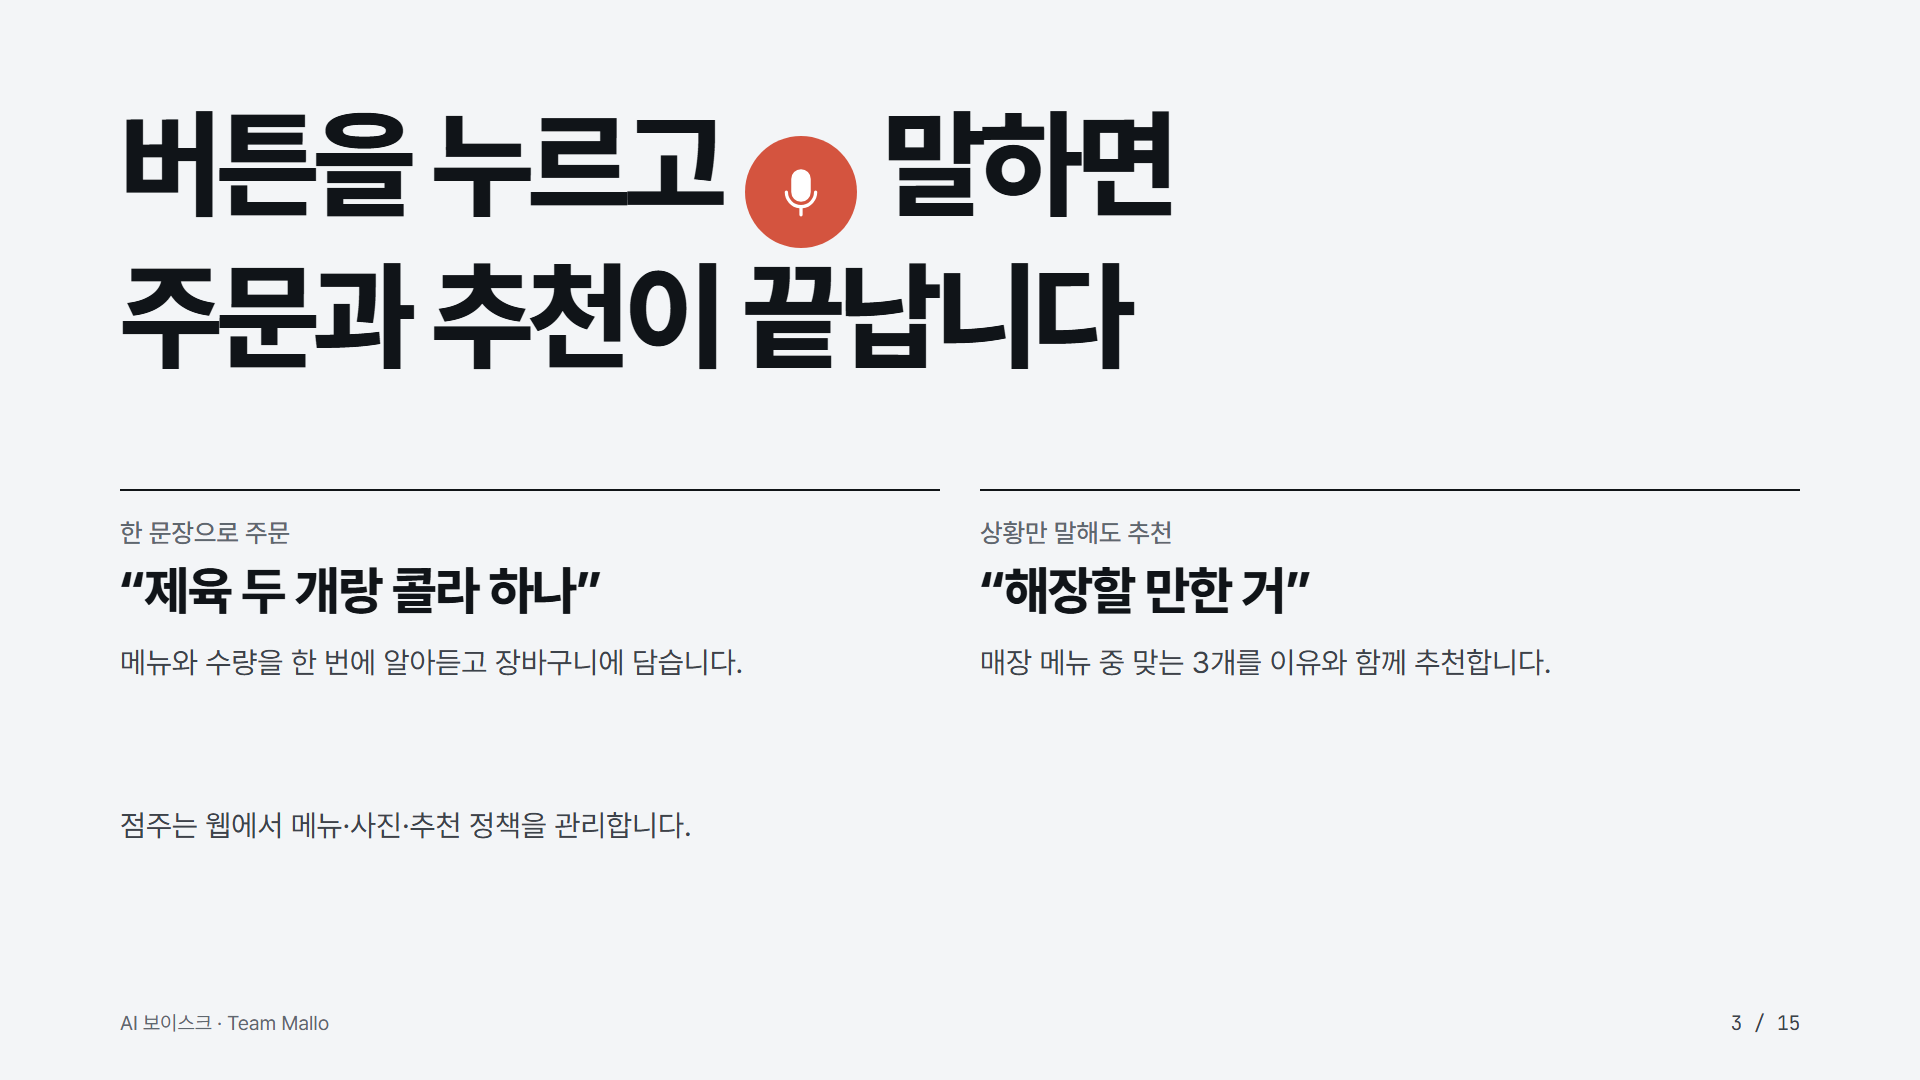 버튼을 누르고 말하면
주문과 추천이 끝납니다
한 문장으로 주문
“제육 두 개랑 콜라 하나”
메뉴와 수량을 한 번에 알아듣고 장바구니에 담습니다.
상황만 말해도 추천
“해장할 만한 거”
매장 메뉴 중 맞는 3개를 이유와 함께 추천합니다.
점주는 웹에서 메뉴·사진·추천 정책을 관리합니다.
AI 보이스크 · Team Mallo
3 / 15